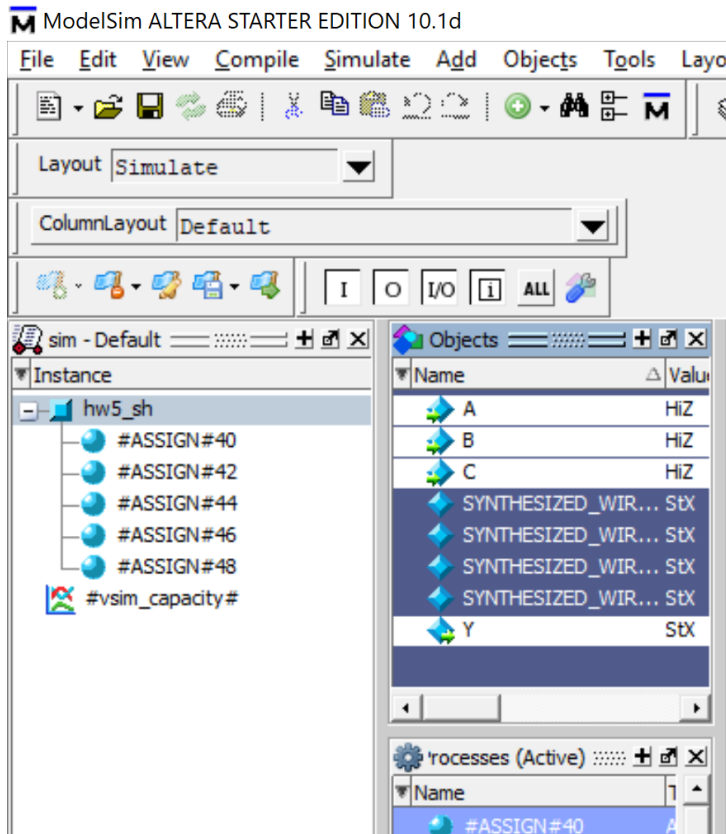 ModelSim ALTERA STARTER EDITION 10.1d
File Edit View Compile Simulate Add Objects Tools Layo
Layout Simulate
ColumnLayout Default
I O I/O i ALL
sim - Default
Instance
hw5_sh
#ASSIGN#40
#ASSIGN#42
#ASSIGN#44
#ASSIGN#46
#ASSIGN#48
#vsim_capacity#
Objects
Name Valu
A HiZ
B HiZ
C HiZ
SYNTHESIZED_WIR... StX
SYNTHESIZED_WIR... StX
SYNTHESIZED_WIR... StX
SYNTHESIZED_WIR... StX
Y StX
rocesses (Active)
Name T
#ASSIGN#40 A